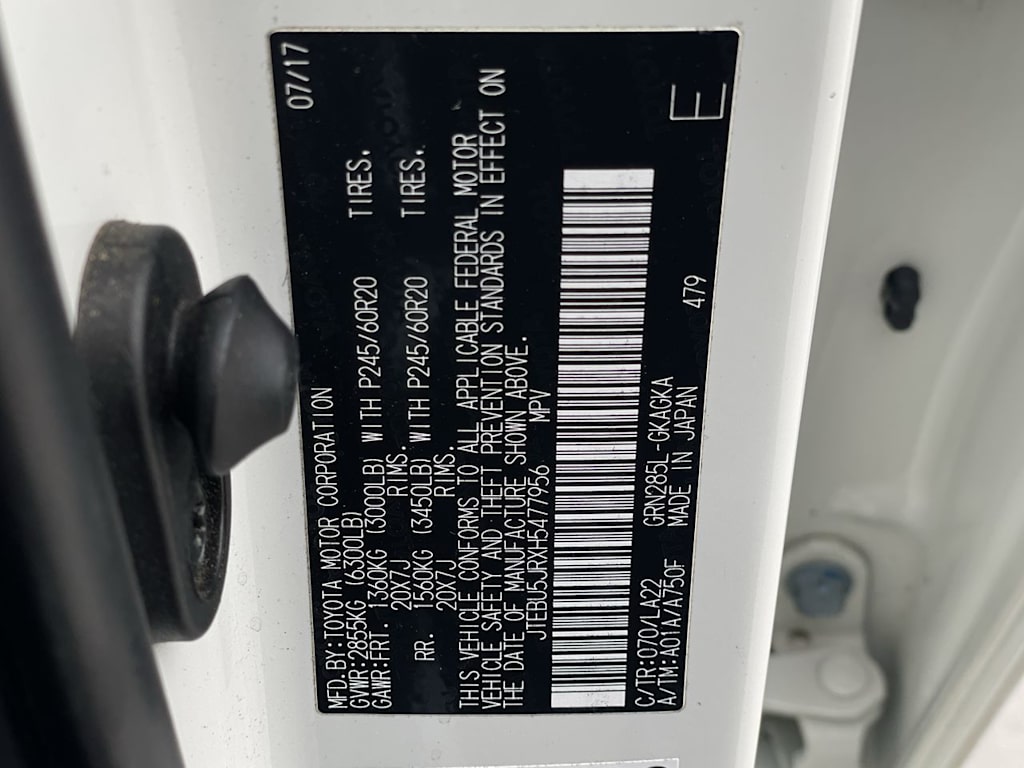 MFD.BY:TOYOTA MOTOR CORPORATION 07/17
GVWR:2855KG (6300LB)
GAWR:FRT. 1360KG (3000LB) WITH P245/60R20 TIRES.
20X7J RIMS.
RR. 1560KG (3450LB) WITH P245/60R20 TIRES.
20X7J RIMS.
THIS VEHICLE CONFORMS TO ALL APPLICABLE FEDERAL MOTOR
VEHICLE SAFETY AND THEFT PREVENTION STANDARDS IN EFFECT ON
THE DATE OF MANUFACTURE SHOWN ABOVE.
JTEBU5JRXH5477956 MPV
C/TR:070/LA22 GRN285L-GKAGKA 479 E
A/TM:A01A/A750F MADE IN JAPAN